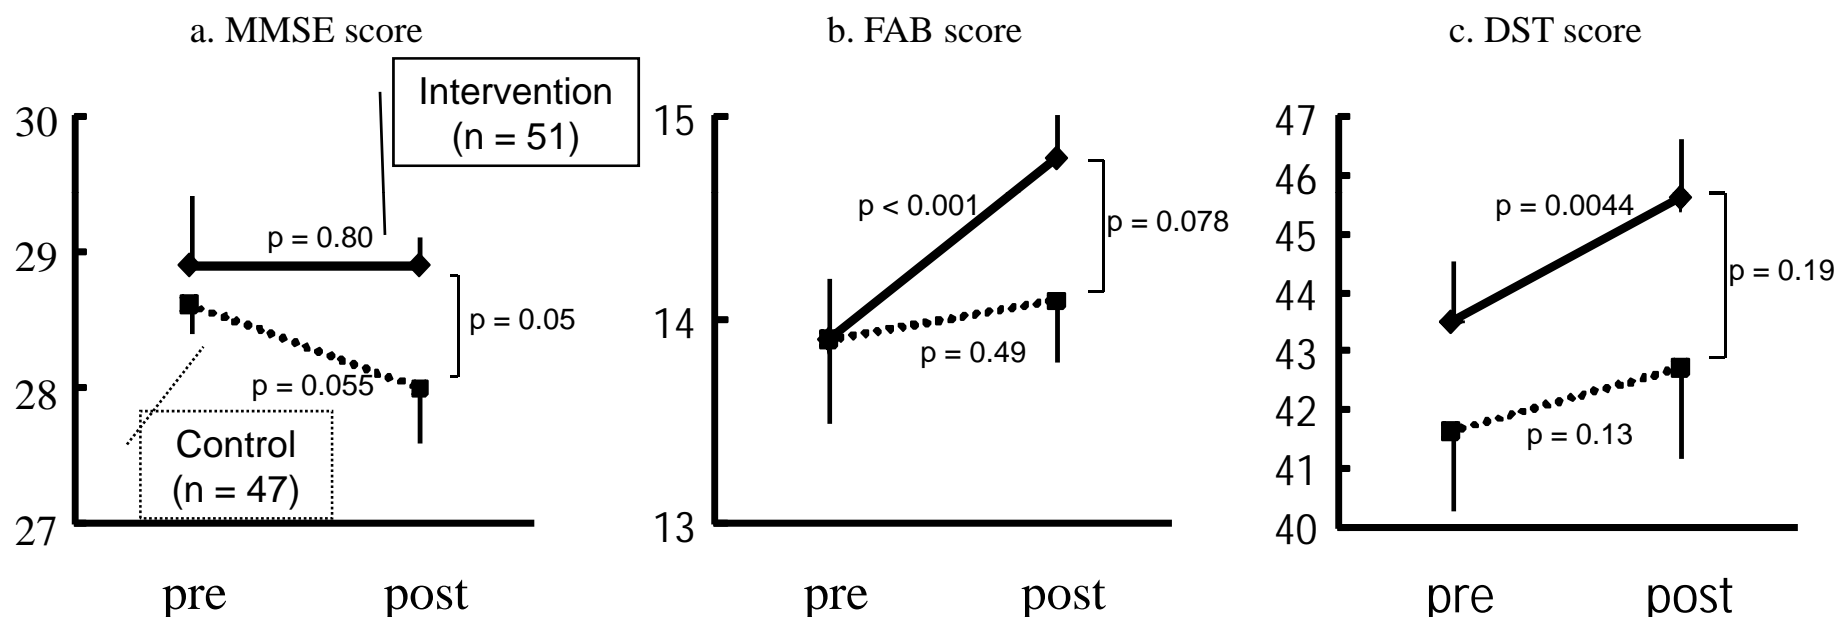 a. MMSE score
Intervention
(n = 51)
30
29
28
27
p = 0.80
p = 0.05
p = 0.055
Control
(n = 47)
pre post
b. FAB score
15
14
13
p < 0.001
p = 0.078
p = 0.49
pre post
c. DST score
47
46
45
44
43
42
41
40
p = 0.0044
p = 0.19
p = 0.13
pre post